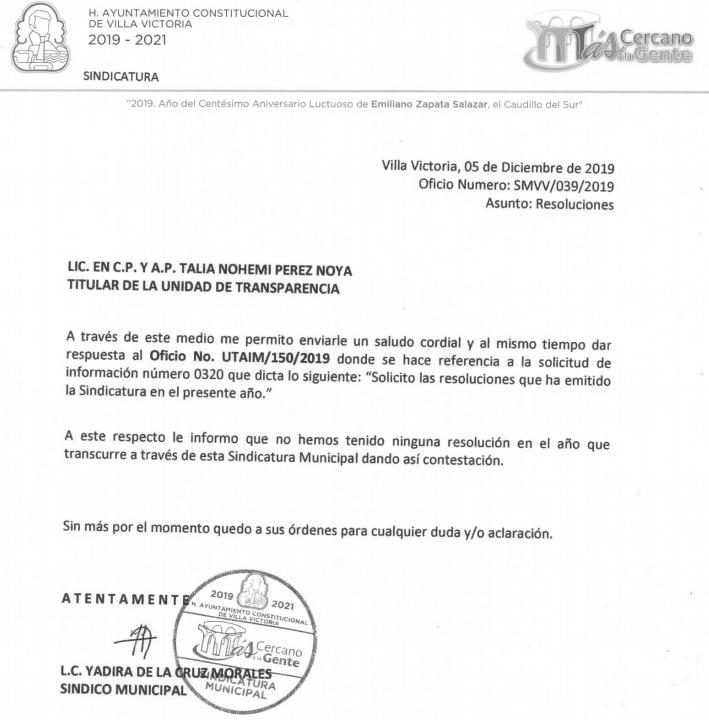 H. AYUNTAMIENTO CONSTITUCIONAL
DE VILLA VICTORIA
2019 - 2021
SINDICATURA
Más Cercano
a la Gente
"2019. Año del Centésimo Aniversario Luctuoso de Emiliano Zapata Salazar, el Caudillo del Sur"
Villa Victoria, 05 de Diciembre de 2019
Oficio Numero: SMVV/039/2019
Asunto: Resoluciones
LIC. EN C.P. Y A.P. TALIA NOHEMI PEREZ NOYA
TITULAR DE LA UNIDAD DE TRANSPARENCIA
A través de este medio me permito enviarle un saludo cordial y al mismo tiempo dar
respuesta al Oficio No. UTAIM/150/2019 donde se hace referencia a la solicitud de
información número 0320 que dicta lo siguiente: “Solicito las resoluciones que ha emitido
la Sindicatura en el presente año.”
A este respecto le informo que no hemos tenido ninguna resolución en el año que
transcurre a través de esta Sindicatura Municipal dando así contestación.
Sin más por el momento quedo a sus órdenes para cualquier duda y/o aclaración.
ATENTAMENTE
2019 2021
H. AYUNTAMIENTO CONSTITUCIONAL
DE VILLA VICTORIA
Más Cercano
a la Gente
SINDICATURA
MUNICIPAL
L.C. YADIRA DE LA CRUZ MORALES
SINDICO MUNICIPAL